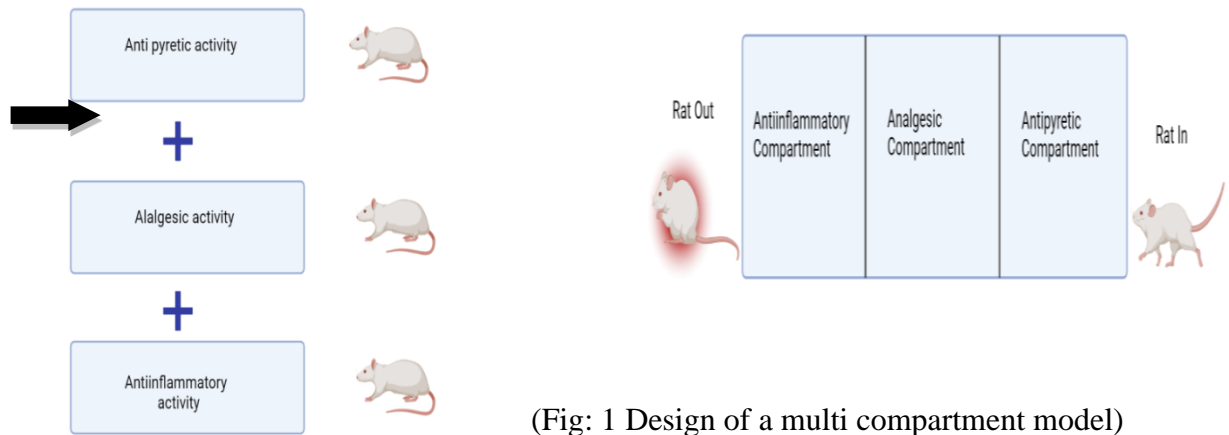 Anti pyretic activity
+
Alalgesic activity
+
Antiinflammatory
activity
Rat Out
Antiinflammatory
Compartment
Analgesic
Compartment
Antipyretic
Compartment
Rat In
(Fig: 1 Design of a multi compartment model)